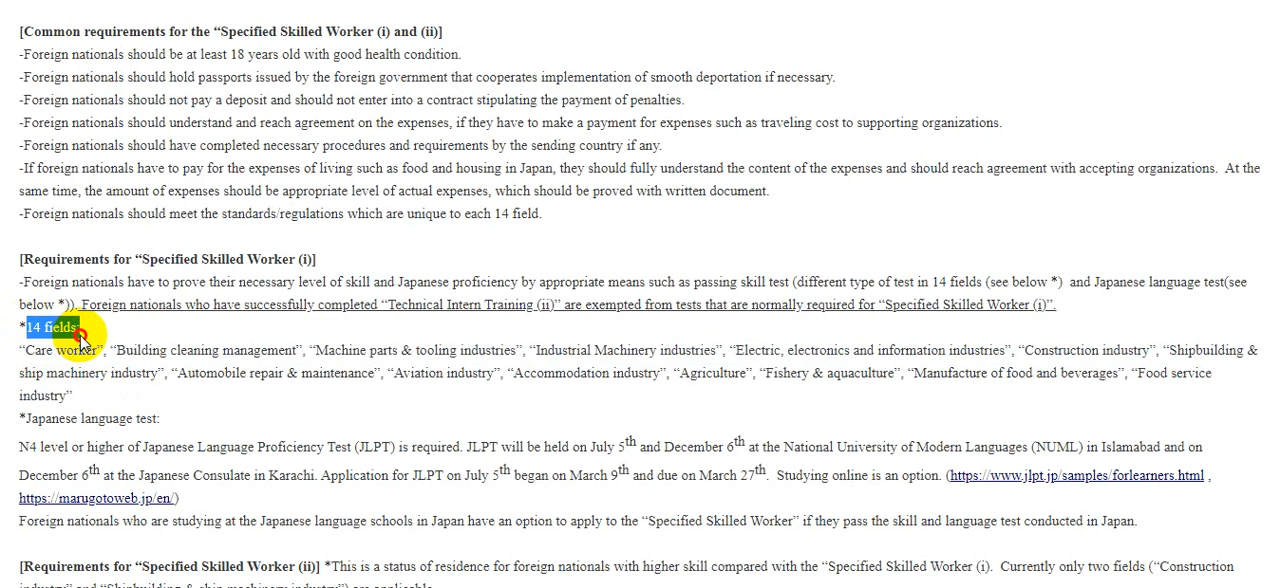 [Common requirements for the “Specified Skilled Worker (i) and (ii)]
-Foreign nationals should be at least 18 years old with good health condition.
-Foreign nationals should hold passports issued by the foreign government that cooperates implementation of smooth deportation if necessary.
-Foreign nationals should not pay a deposit and should not enter into a contract stipulating the payment of penalties.
-Foreign nationals should understand and reach agreement on the expenses, if they have to make a payment for expenses such as traveling cost to supporting organizations.
-Foreign nationals should have completed necessary procedures and requirements by the sending country if any.
-If foreign nationals have to pay for the expenses of living such as food and housing in Japan, they should fully understand the content of the expenses and should reach agreement with accepting organizations.  At the
same time, the amount of expenses should be appropriate level of actual expenses, which should be proved with written document.
-Foreign nationals should meet the standards/regulations which are unique to each 14 field.
[Requirements for “Specified Skilled Worker (i)]
-Foreign nationals have to prove their necessary level of skill and Japanese proficiency by appropriate means such as passing skill test (different type of test in 14 fields (see below *)  and Japanese language test(see
below *)). Foreign nationals who have successfully completed “Technical Intern Training (ii)” are exempted from tests that are normally required for “Specified Skilled Worker (i)”.
*14 fields:
“Care worker”, “Building cleaning management”, “Machine parts & tooling industries”, “Industrial Machinery industries”, “Electric, electronics and information industries”, “Construction industry”, “Shipbuilding &
ship machinery industry”, “Automobile repair & maintenance”, “Aviation industry”, “Accommodation industry”, “Agriculture”, “Fishery & aquaculture”, “Manufacture of food and beverages”, “Food service
industry”
*Japanese language test:
N4 level or higher of Japanese Language Proficiency Test (JLPT) is required. JLPT will be held on July 5th and December 6th at the National University of Modern Languages (NUML) in Islamabad and on
December 6th at the Japanese Consulate in Karachi. Application for JLPT on July 5th began on March 9th and due on March 27th.  Studying online is an option. (https://www.jlpt.jp/samples/forlearners.html ,
https://marugotoweb.jp/en/)
Foreign nationals who are studying at the Japanese language schools in Japan have an option to apply to the “Specified Skilled Worker” if they pass the skill and language test conducted in Japan.
[Requirements for “Specified Skilled Worker (ii)] *This is a status of residence for foreign nationals with higher skill compared with the “Specified Skilled Worker (i).  Currently only two fields (“Construction
industry” and “Shipbuilding & ship machinery industry”) are applicable.